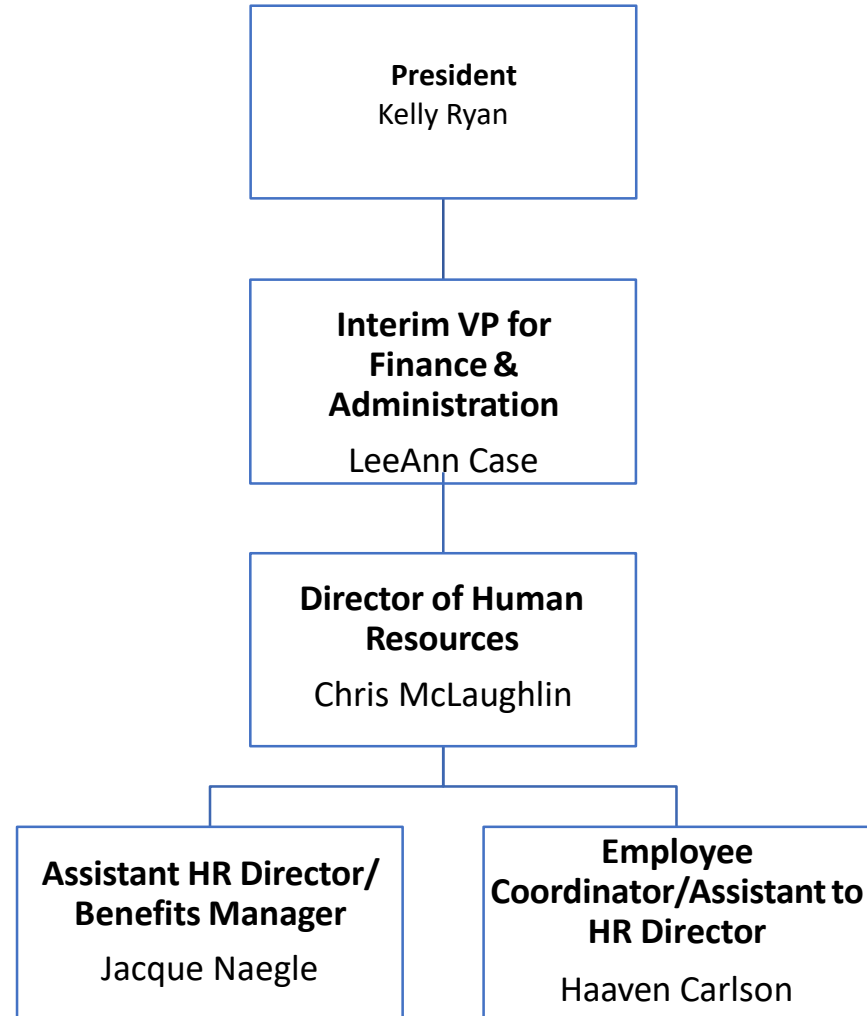 President
Kelly Ryan
Interim VP for
Finance &
Administration
LeeAnn Case
Director of Human
Resources
Chris McLaughlin
Assistant HR Director/
Benefits Manager
Jacque Naegle
Employee
Coordinator/Assistant to
HR Director
Haaven Carlson